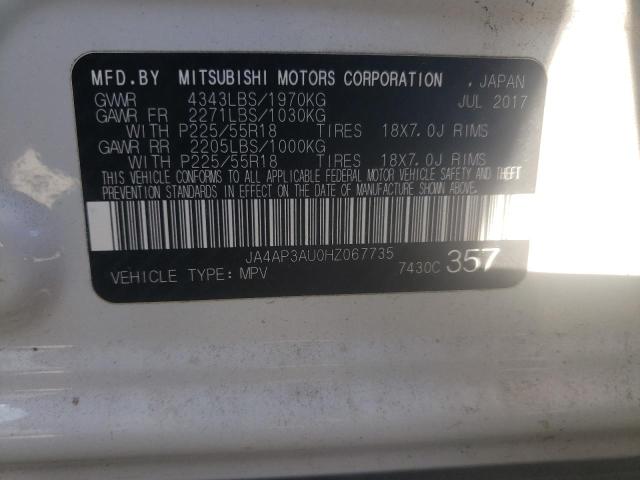 MFD.BY MITSUBISHI MOTORS CORPORATION , JAPAN
GVWR 4343LBS/1970KG JUL 2017
GAWR FR 2271LBS/1030KG
WITH P225/55R18 TIRES 18X7.0J RIMS
GAWR RR 2205LBS/1000KG
WITH P225/55R18 TIRES 18X7.0J RIMS
THIS VEHICLE CONFORMS TO ALL APPLICABLE FEDERAL MOTOR VEHICLE SAFETY AND THEFT
PREVENTION STANDARDS IN EFFECT ON THE DATE OF MANUFACTURE SHOWN ABOVE.
JA4AP3AU0HZ067735
VEHICLE TYPE: MPV 7430C 357